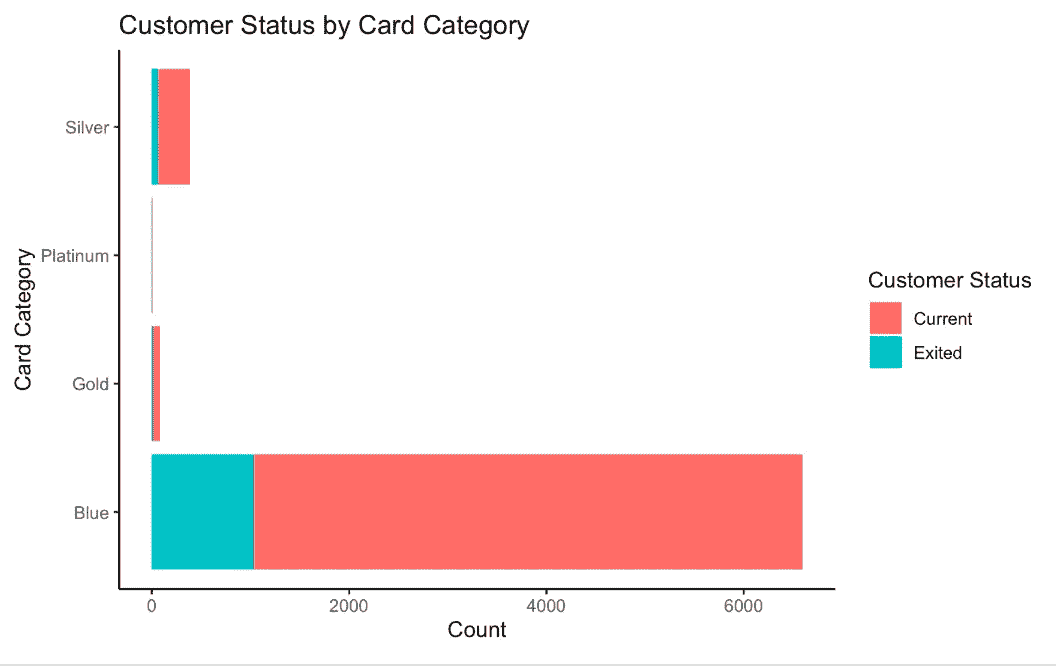 Customer Status by Card Category
Card Category
Silver
Platinum
Gold
Blue
0 2000 4000 6000
Count
Customer Status
Current
Exited